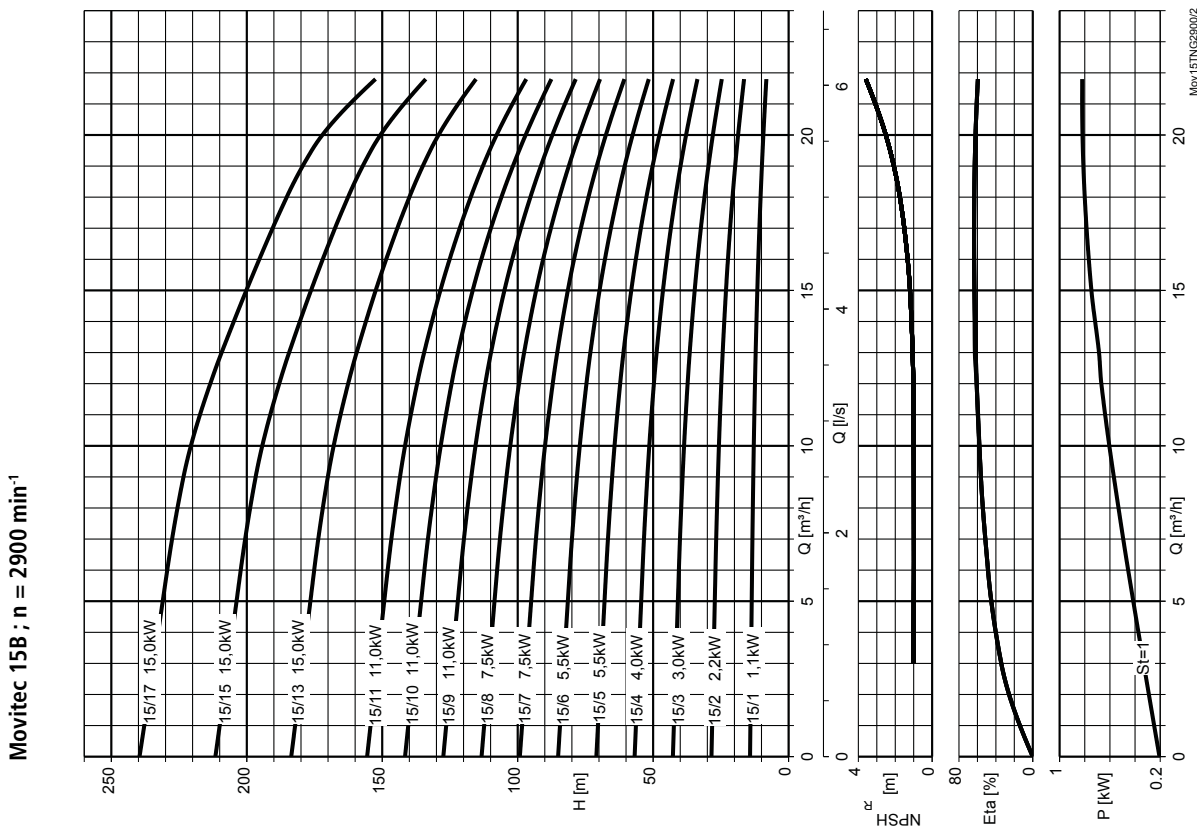 Movitec 15B ; n = 2900 min-1
H [m]
250
200
150
100
50
0
15/17 15,0kW
15/15 15,0kW
15/13 15,0kW
15/11 11,0kW
15/10 11,0kW
15/9 11,0kW
15/8 7,5kW
15/7 7,5kW
15/6 5,5kW
15/5 5,5kW
15/4 4,0kW
15/3 3,0kW
15/2 2,2kW
15/1 1,1kW
0
5
10
15
20
Q [m³/h]
0
2
4
6
Q [l/s]
NPSHR
[m]
4
0
Eta [%]
80
0
P [kW]
1
0.2
St=1
0
5
10
15
20
Q [m³/h]
Mov15TNG2900/2